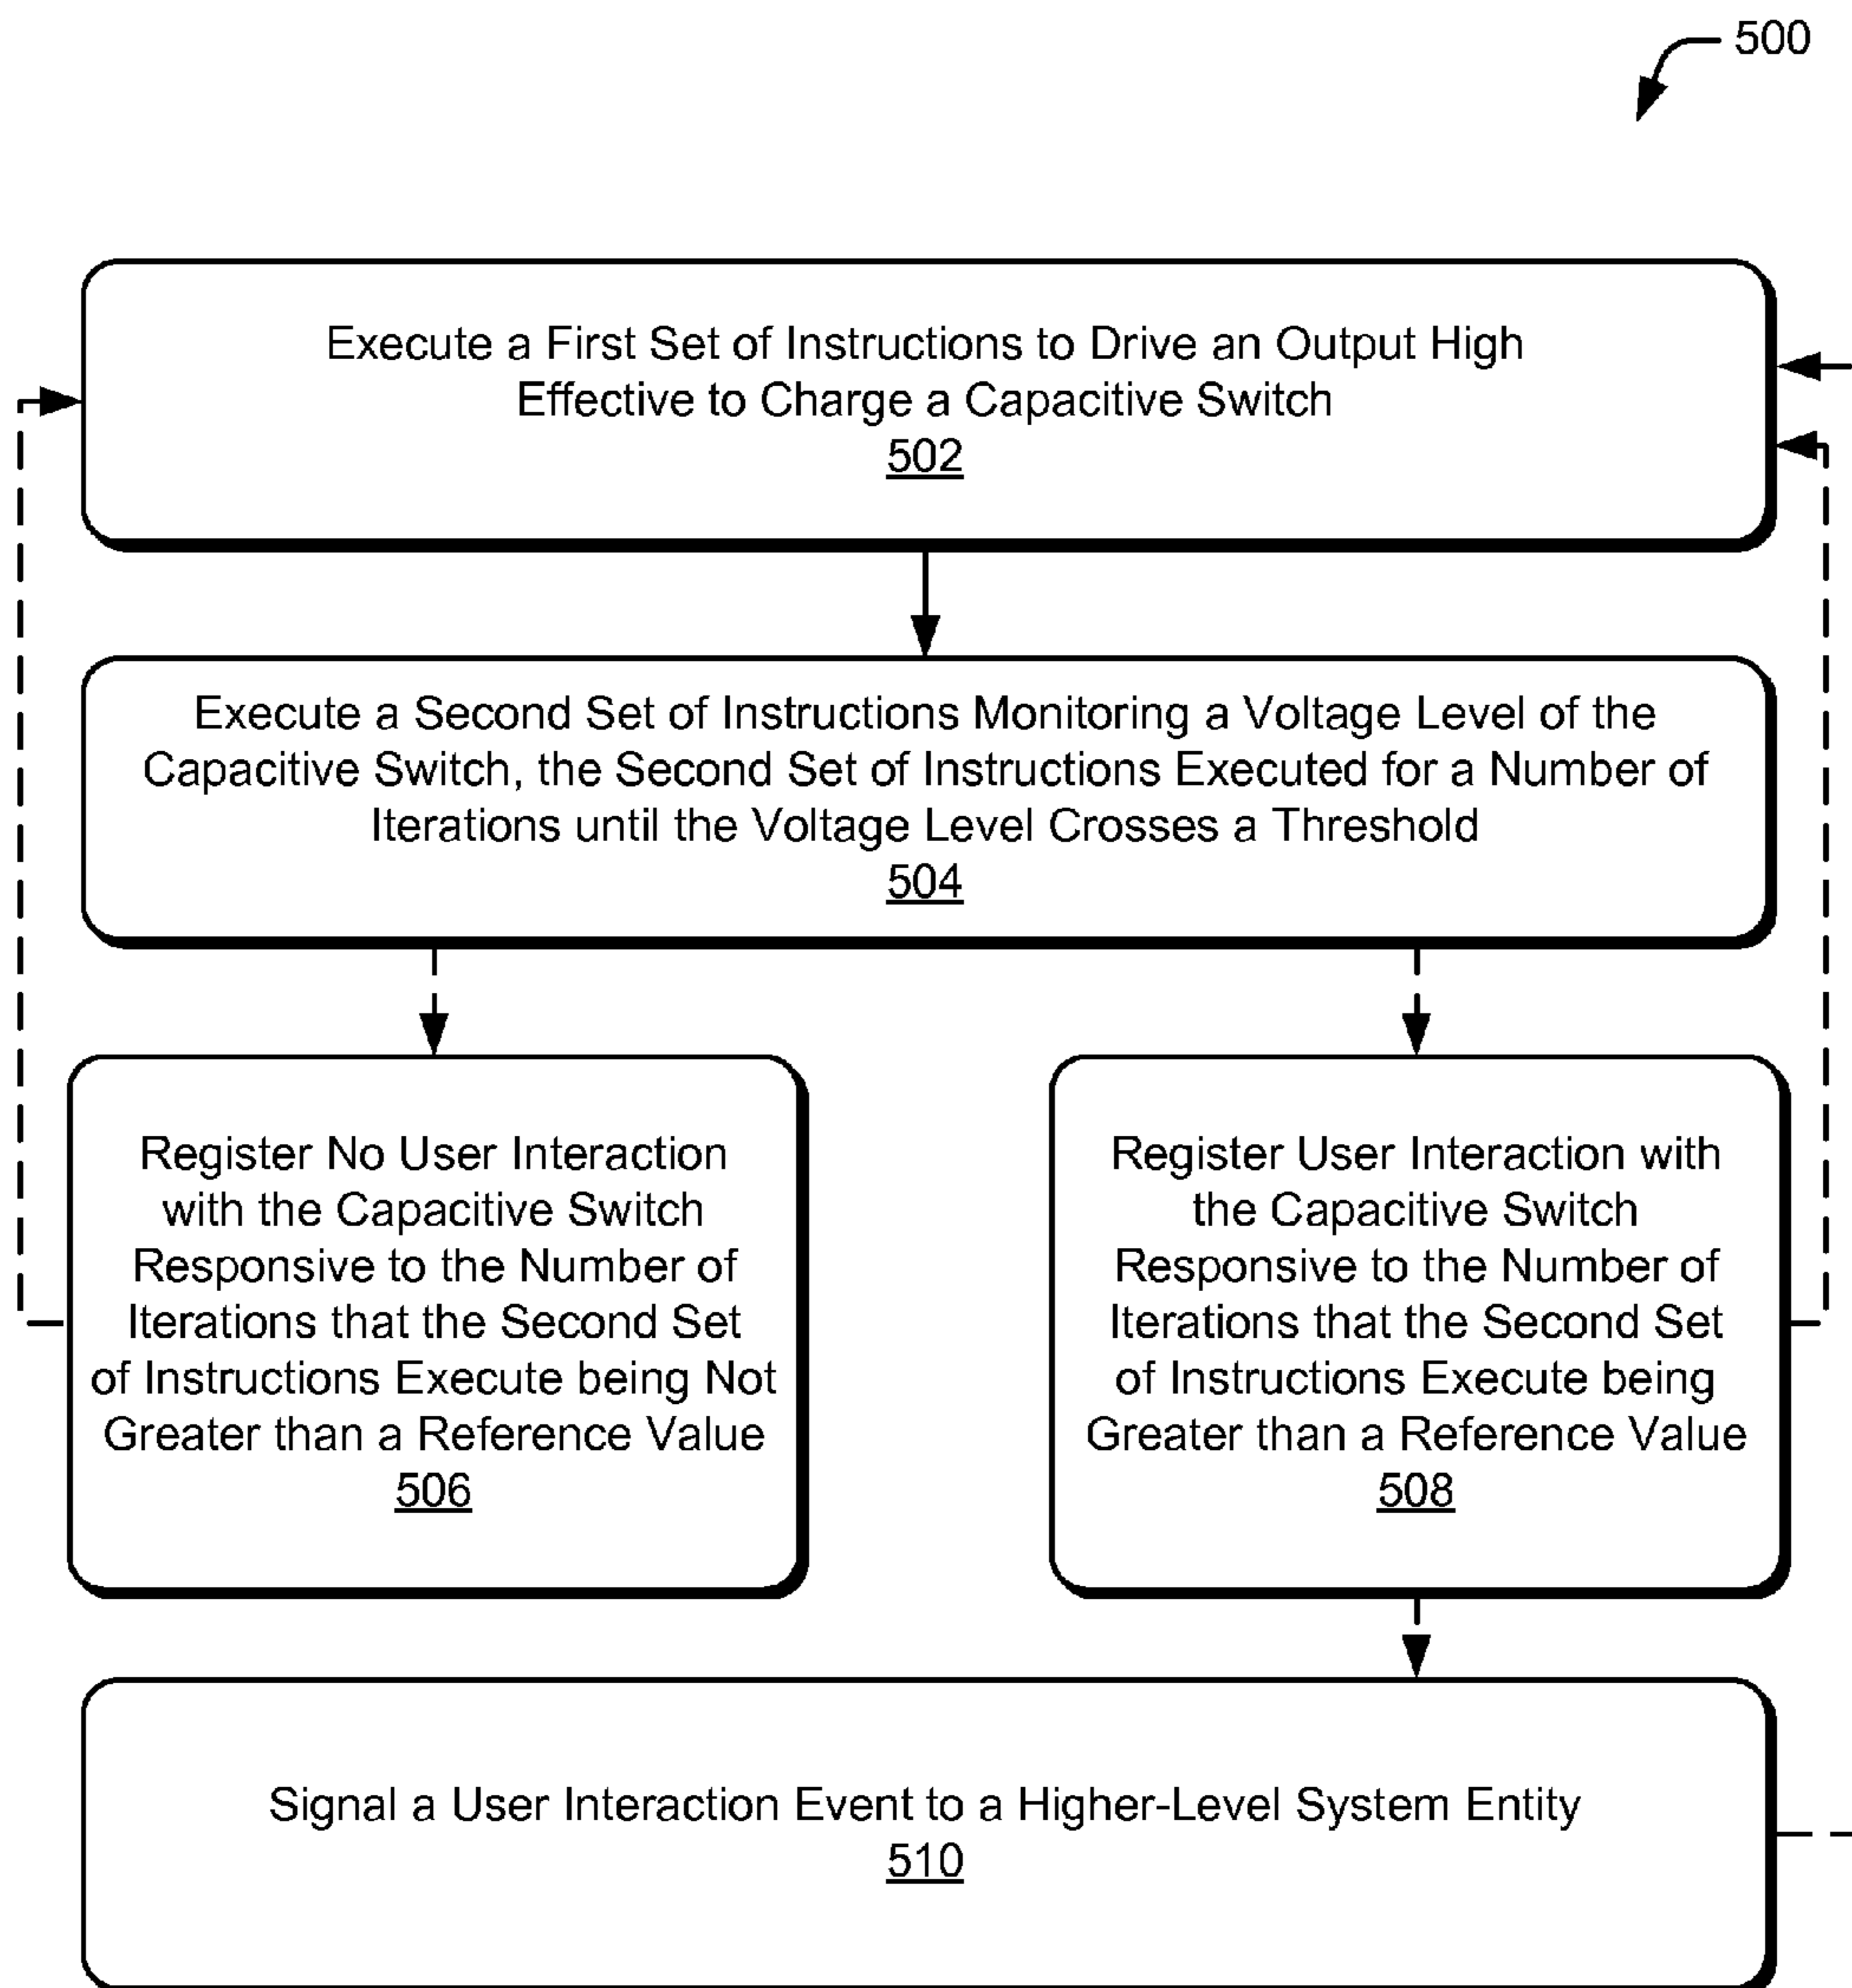 500
Execute a First Set of Instructions to Drive an Output High
Effective to Charge a Capacitive Switch
502
Execute a Second Set of Instructions Monitoring a Voltage Level of the
Capacitive Switch, the Second Set of Instructions Executed for a Number of
Iterations until the Voltage Level Crosses a Threshold
504
Register No User Interaction
with the Capacitive Switch
Responsive to the Number of
Iterations that the Second Set
of Instructions Execute being Not
Greater than a Reference Value
506
Register User Interaction with
the Capacitive Switch
Responsive to the Number of
Iterations that the Second Set
of Instructions Execute being
Greater than a Reference Value
508
Signal a User Interaction Event to a Higher-Level System Entity
510